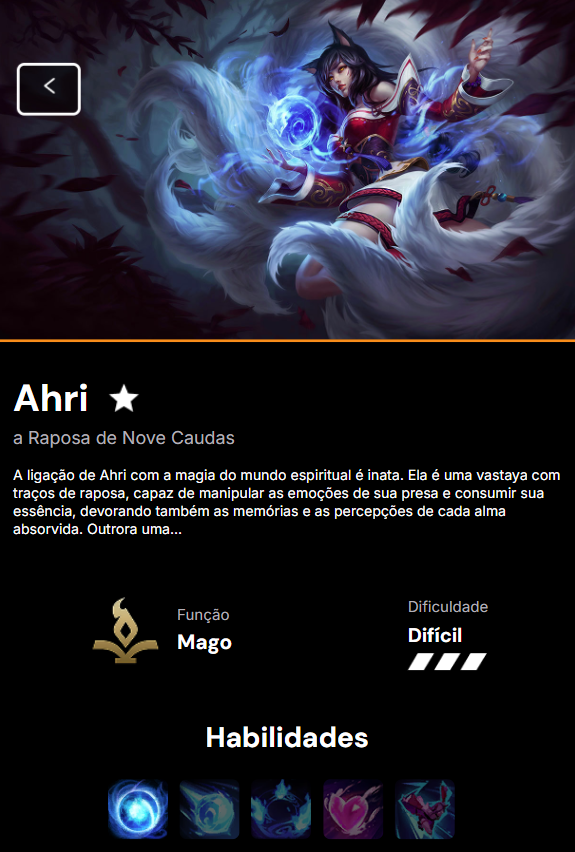 Ahri
a Raposa de Nove Caudas
A ligação de Ahri com a magia do mundo espiritual é inata. Ela é uma vastaya com
traços de raposa, capaz de manipular as emoções de sua presa e consumir sua
essência, devorando também as memórias e as percepções de cada alma
absorvida. Outrora uma...
Função
Mago
Dificuldade
Difícil
Habilidades